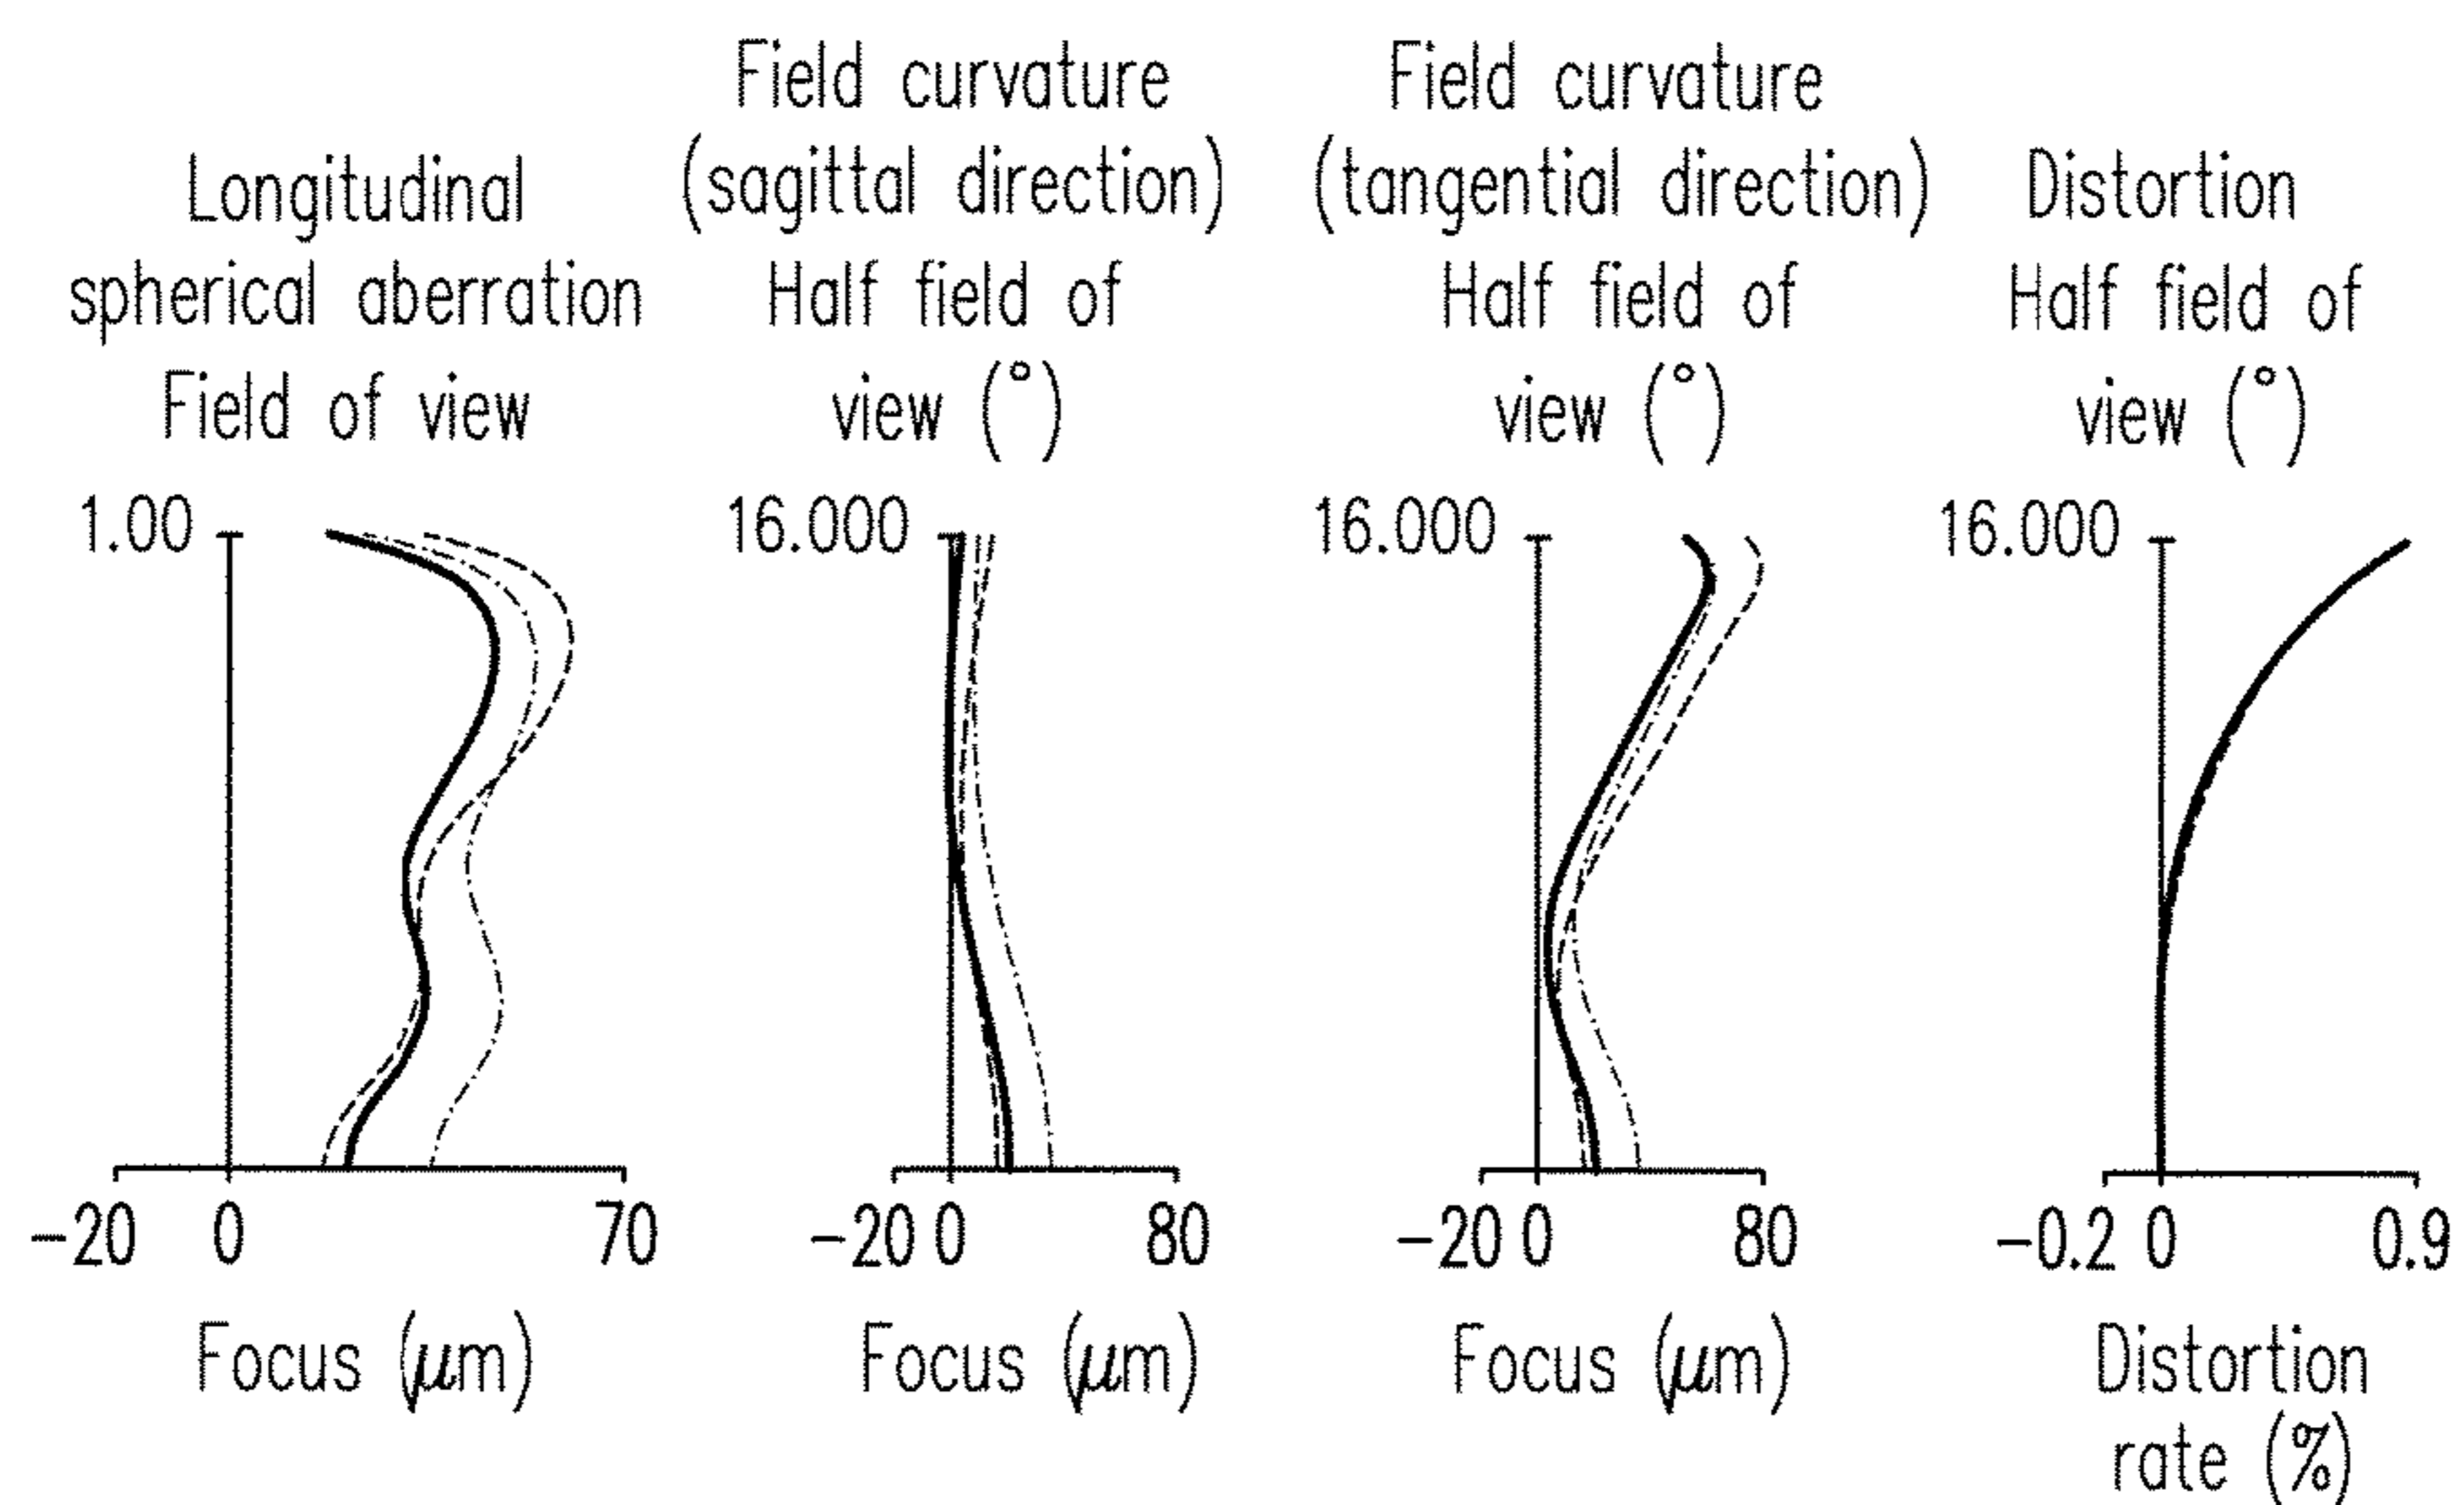 Longitudinal
spherical aberration
Field of view
1.00
-20 0 70
Focus (μm)
Field curvature
(sagittal direction)
Half field of
view (°)
16.000
-20 0 80
Focus (μm)
Field curvature
(tangential direction)
Half field of
view (°)
16.000
-20 0 80
Focus (μm)
Distortion
Half field of
view (°)
16.000
-0.2 0 0.9
Distortion
rate (%)